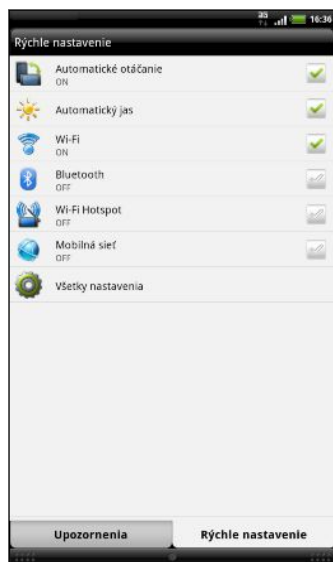 3G 16:36
Rýchle nastavenie
Automatické otáčanie
ON
Automatický jas
Wi-Fi
ON
Bluetooth
OFF
Wi-Fi Hotspot
OFF
Mobilná sieť
OFF
Všetky nastavenia
Upozornenia Rýchle nastavenie